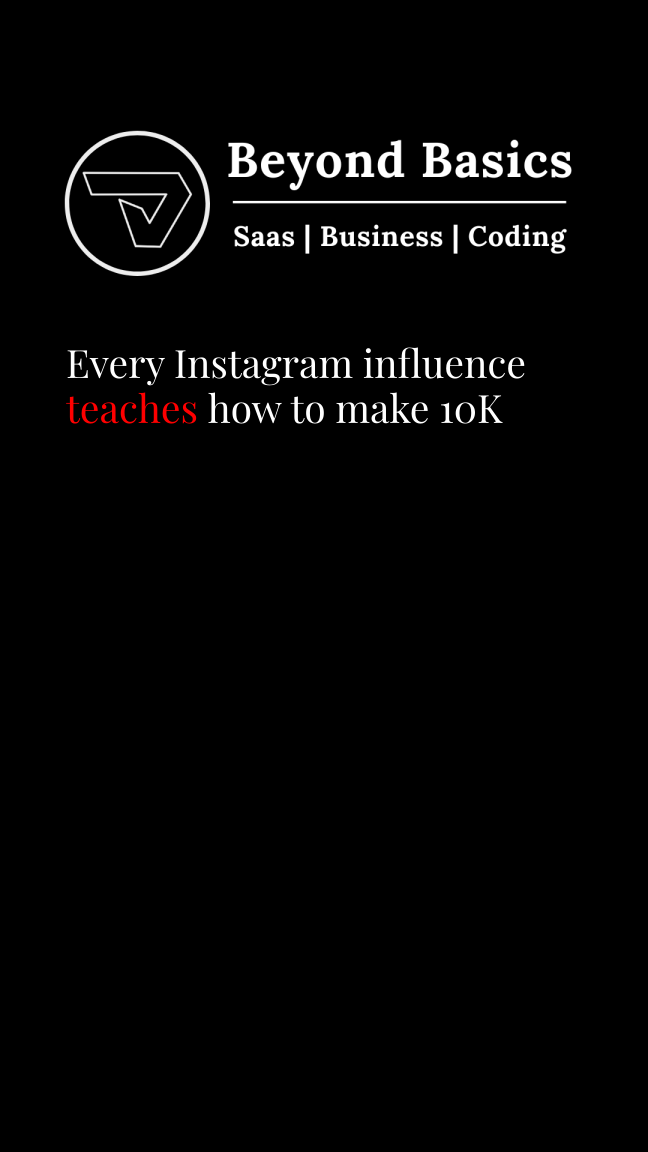 Beyond Basics
Saas | Business | Coding
Every Instagram influence
teaches how to make 10K